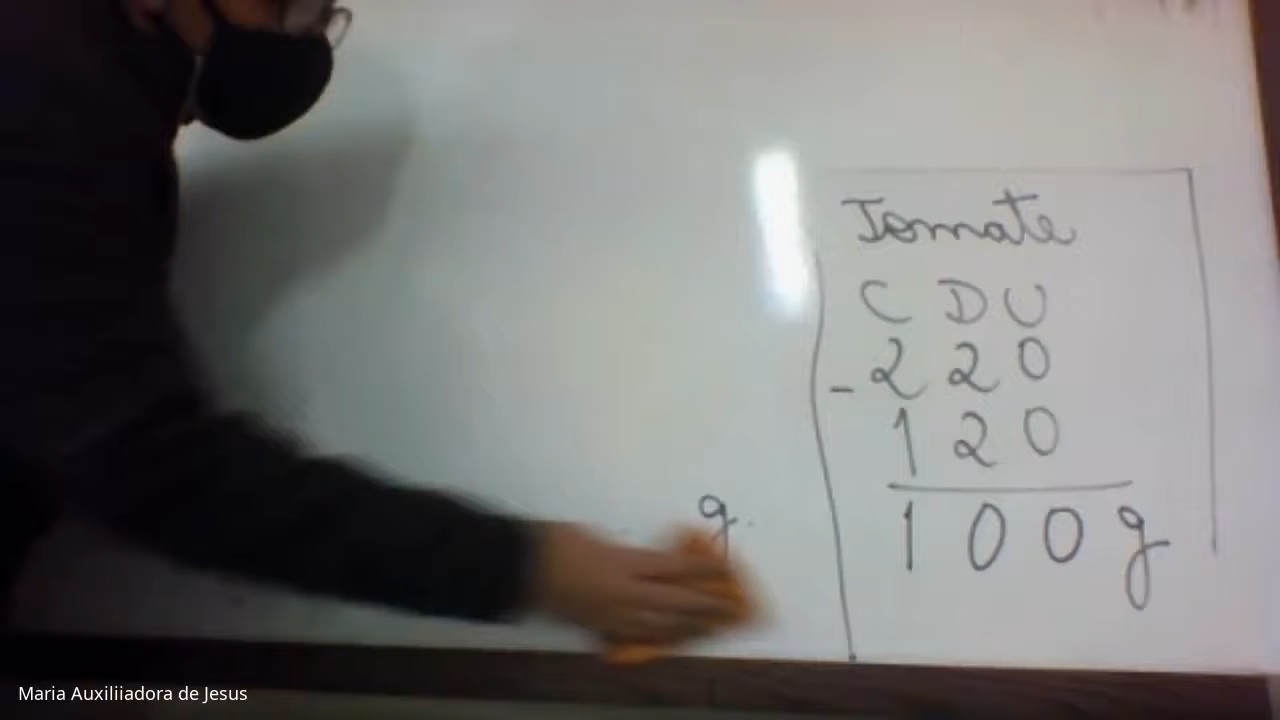 Tomate
C D U
- 2 2 0
1 2 0
1 0 0 g
g.
Maria Auxiliiadora de Jesus